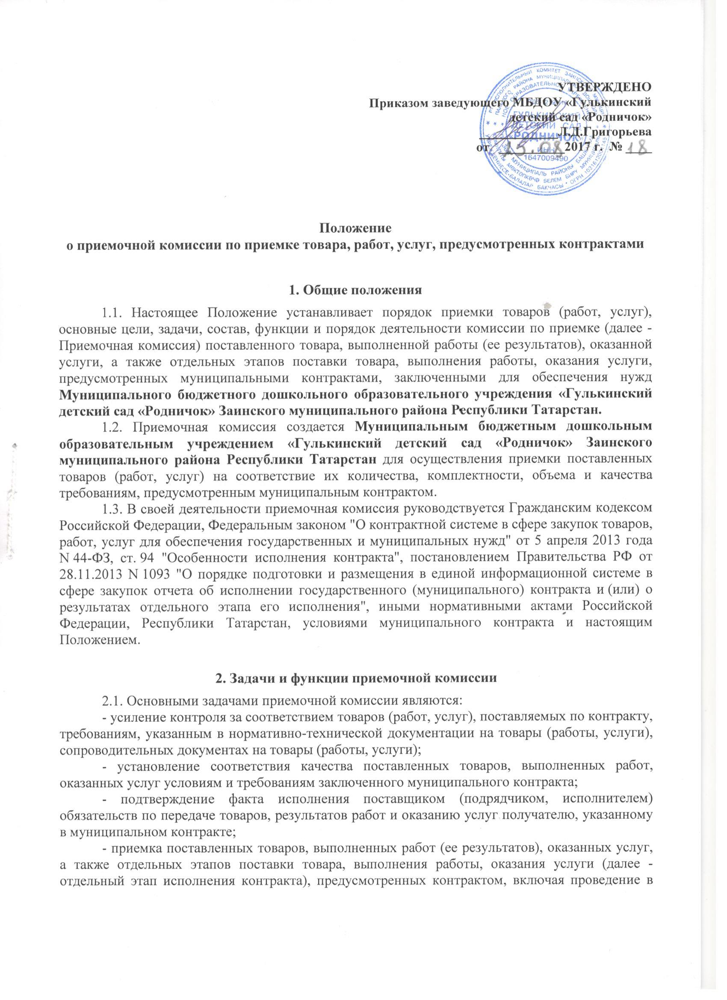 УТВЕРЖДЕНО
Приказом заведующего МБДОУ «Гулькинский
детский сад «Родничок»
____________ Л.Д.Григорьева
от 15.08 2017 г. № 18
ГУЛЬКИНСКИЙ
ДЕТСКИЙ САД
«РОДНИЧОК»
ИНН
1647009490
Положение
о приемочной комиссии по приемке товара, работ, услуг, предусмотренных контрактами
1. Общие положения
1.1. Настоящее Положение устанавливает порядок приемки товаров (работ, услуг),
основные цели, задачи, состав, функции и порядок деятельности комиссии по приемке (далее -
Приемочная комиссия) поставленного товара, выполненной работы (ее результатов), оказанной
услуги, а также отдельных этапов поставки товара, выполнения работы, оказания услуги,
предусмотренных муниципальными контрактами, заключенными для обеспечения нужд
Муниципального бюджетного дошкольного образовательного учреждения «Гулькинский
детский сад «Родничок» Заинского муниципального района Республики Татарстан.
1.2. Приемочная комиссия создается Муниципальным бюджетным дошкольным
образовательным учреждением «Гулькинский детский сад «Родничок» Заинского
муниципального района Республики Татарстан для осуществления приемки поставленных
товаров (работ, услуг) на соответствие их количества, комплектности, объема и качества
требованиям, предусмотренным муниципальным контрактом.
1.3. В своей деятельности приемочная комиссия руководствуется Гражданским кодексом
Российской Федерации, Федеральным законом "О контрактной системе в сфере закупок товаров,
работ, услуг для обеспечения государственных и муниципальных нужд" от 5 апреля 2013 года
N 44-ФЗ, ст. 94 "Особенности исполнения контракта", постановлением Правительства РФ от
28.11.2013 N 1093 "О порядке подготовки и размещения в единой информационной системе в
сфере закупок отчета об исполнении государственного (муниципального) контракта и (или) о
результатах отдельного этапа его исполнения", иными нормативными актами Российской
Федерации, Республики Татарстан, условиями муниципального контракта и настоящим
Положением.
2. Задачи и функции приемочной комиссии
2.1. Основными задачами приемочной комиссии являются:
- усиление контроля за соответствием товаров (работ, услуг), поставляемых по контракту,
требованиям, указанным в нормативно-технической документации на товары (работы, услуги),
сопроводительных документах на товары (работы, услуги);
- установление соответствия качества поставленных товаров, выполненных работ,
оказанных услуг условиям и требованиям заключенного муниципального контракта;
- подтверждение факта исполнения поставщиком (подрядчиком, исполнителем)
обязательств по передаче товаров, результатов работ и оказанию услуг получателю, указанному
в муниципальном контракте;
- приемка поставленных товаров, выполненных работ (ее результатов), оказанных услуг,
а также отдельных этапов поставки товара, выполнения работы, оказания услуги (далее -
отдельный этап исполнения контракта), предусмотренных контрактом, включая проведение в